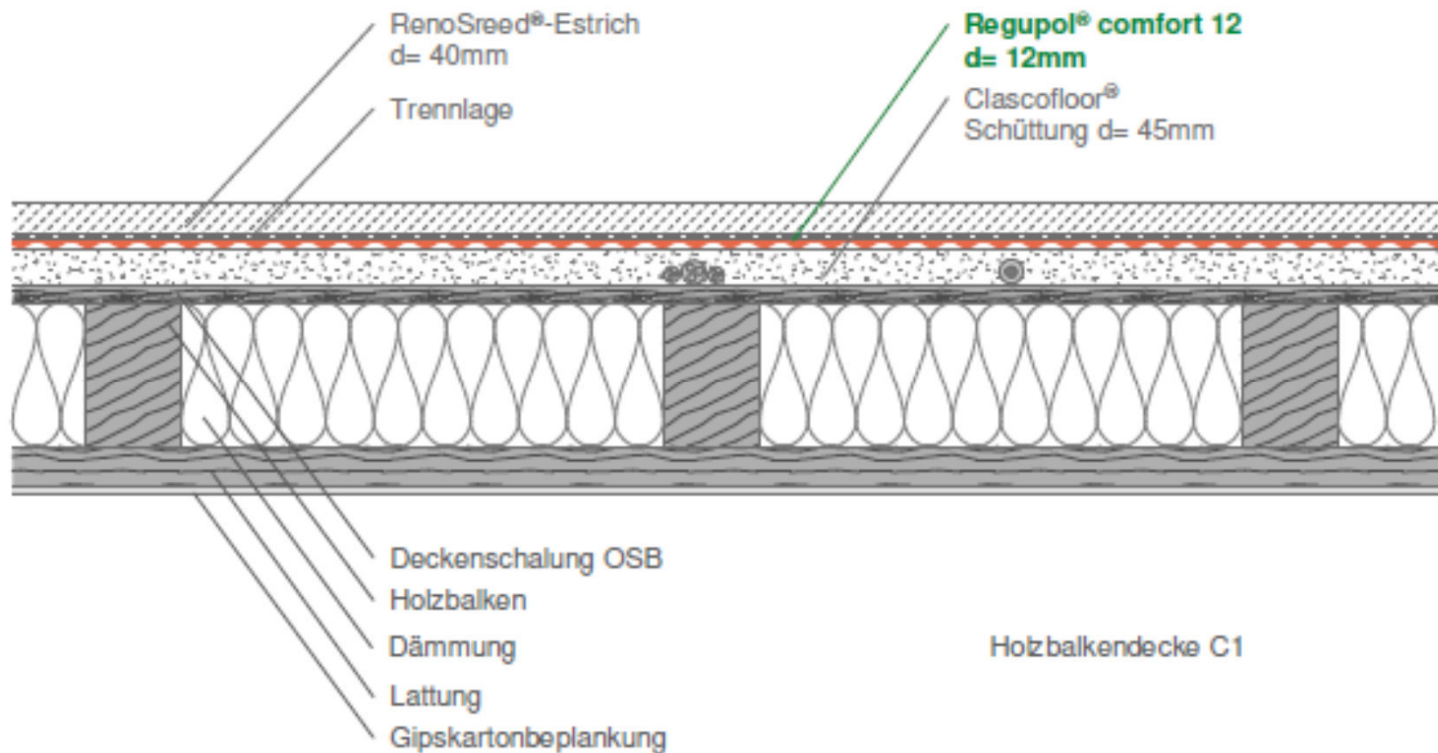 RenoSreed®-Estrich
d= 40mm
Trennlage
Regupol® comfort 12
d= 12mm
Clascofloor®
Schüttung d= 45mm
Deckenschalung OSB
Holzbalken
Dämmung
Lattung
Gipskartonbeplankung
Holzbalkendecke C1